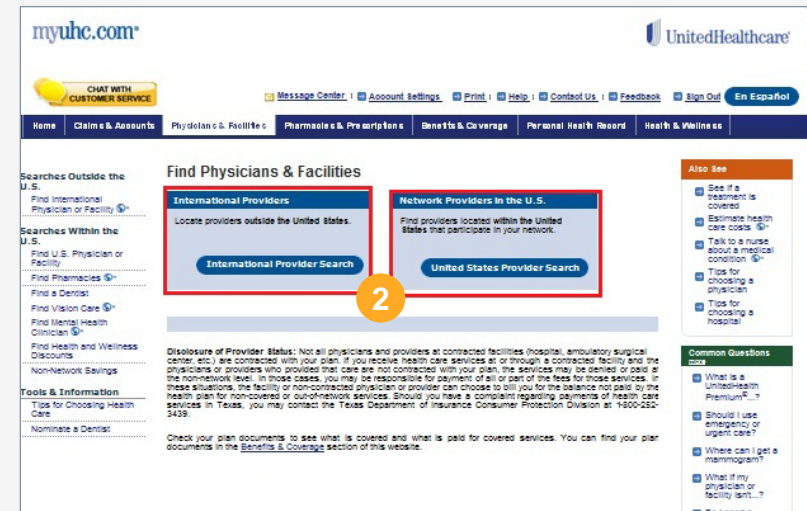 myuhc.com®
UnitedHealthcare®
CHAT WITH
CUSTOMER SERVICE
Message Center
Account Settings
Print
Help
Contact Us
Feedback
Sign Out
En Español
Home
Claims & Accounts
Physicians & Facilities
Pharmacies & Prescriptions
Benefits & Coverage
Personal Health Record
Health & Wellness
Searches Outside the
U.S.
Find International
Physician or Facility
Searches Within the
U.S.
Find U.S. Physician or
Facility
Find Pharmacies
Find a Dentist
Find Vision Care
Find Mental Health
Clinician
Find Health and Wellness
Discounts
Non-Network Savings
Tools & Information
Tips for Choosing Health
Care
Nominate a Dentist
Find Physicians & Facilities
International Providers
Locate providers outside the United States.
International Provider Search
Network Providers in the U.S.
Find providers located within the United
States that participate in your network.
United States Provider Search
2
Disclosure of Provider Status: Not all physicians and providers at contracted facilities (hospital, ambulatory surgical
center, etc.) are contracted with your plan. If you receive health care services at or through a contracted facility and the
physicians or providers who provided that care are not contracted with your plan, the services may be denied or paid at
the non-network level. In those cases, you may be responsible for payment of all or part of the fees for those services. In
these situations, the facility or non-contracted physician or provider can choose to bill you for the balance not paid by the
health plan for non-covered or out-of-network services. Should you have a complaint regarding payments of health care
services in Texas, you may contact the Texas Department of Insurance Consumer Protection Division at 1-800-252-
3439.
Check your plan documents to see what is covered and what is paid for covered services. You can find your plan
documents in the Benefits & Coverage section of this website.
Also See
See if a
treatment is
covered
Estimate health
care costs
Talk to a nurse
about a medical
condition
Tips for
choosing a
physician
Tips for
choosing a
hospital
Common Questions
What is a
UnitedHealth
Premium®...?
Should I use
emergency or
urgent care?
Where can I get a
mammogram?
What if my
physician or
facility isn't...?